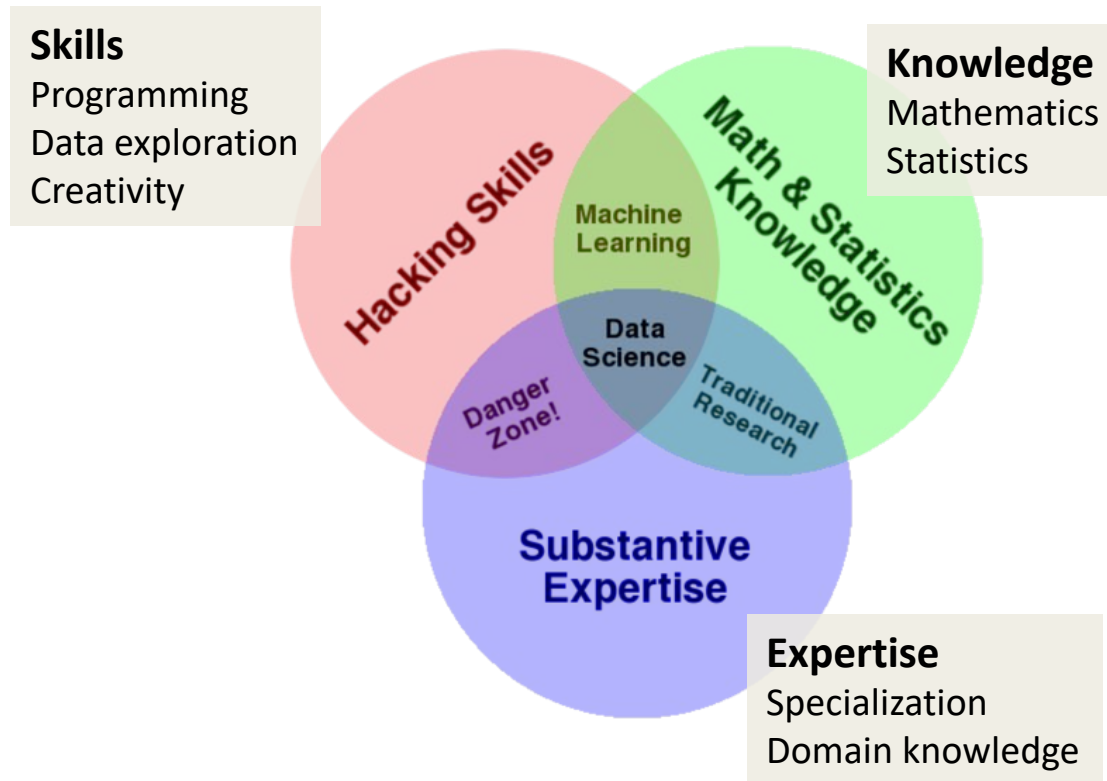 Skills
Programming
Data exploration
Creativity
Knowledge
Mathematics
Statistics
Hacking Skills
Math & Statistics
Knowledge
Machine
Learning
Data
Science
Danger
Zone!
Traditional
Research
Substantive
Expertise
Expertise
Specialization
Domain knowledge